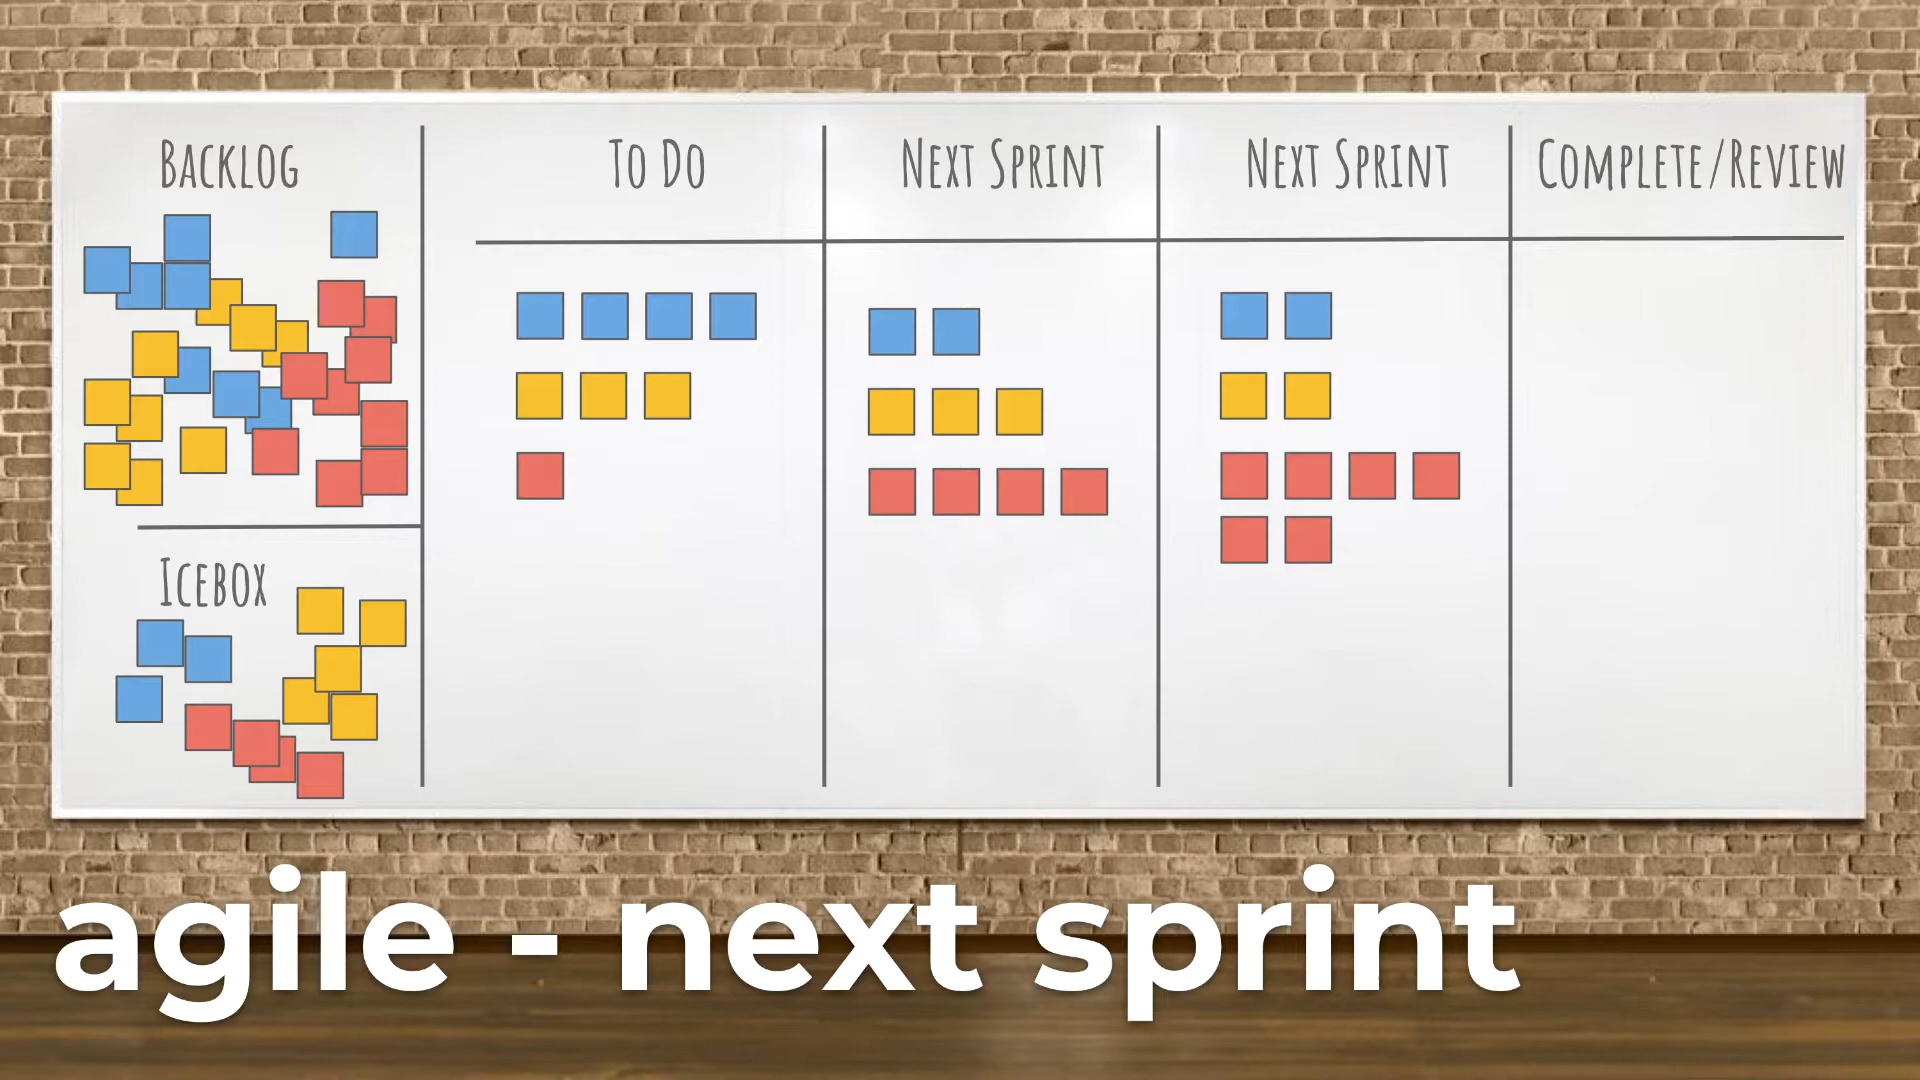 Backlog
To Do
Next Sprint
Next Sprint
Complete/Review
Icebox
agile - next sprint